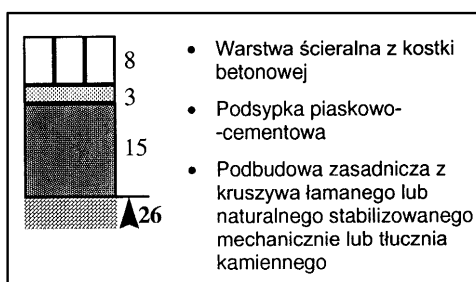 8
3
15
26
• Warstwa ścieralna z kostki
betonowej
• Podsypka piaskowo-
-cementowa
• Podbudowa zasadnicza z
kruszywa łamanego lub
naturalnego stabilizowanego
mechanicznie lub tłucznia
kamiennego